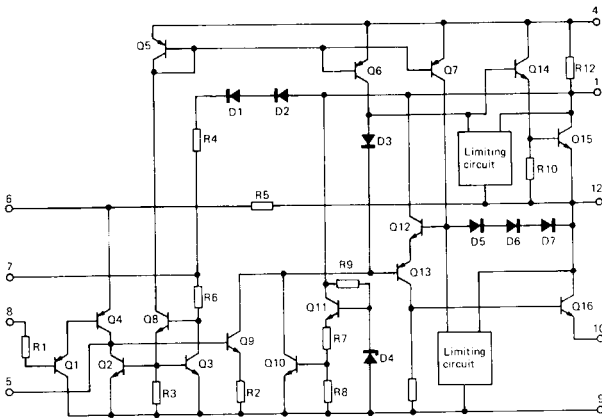 4
Q5
Q6
Q7
Q14
R12
1
D1
D2
R4
D3
Limiting
circuit
Q15
R10
6
R5
12
Q12
D5
D6
D7
7
R9
Q13
R6
8
Q4
Q8
Q11
Q16
R1
Q9
R7
10
Q1
Q2
Q3
Q10
D4
Limiting
circuit
5
R3
R2
R8
9